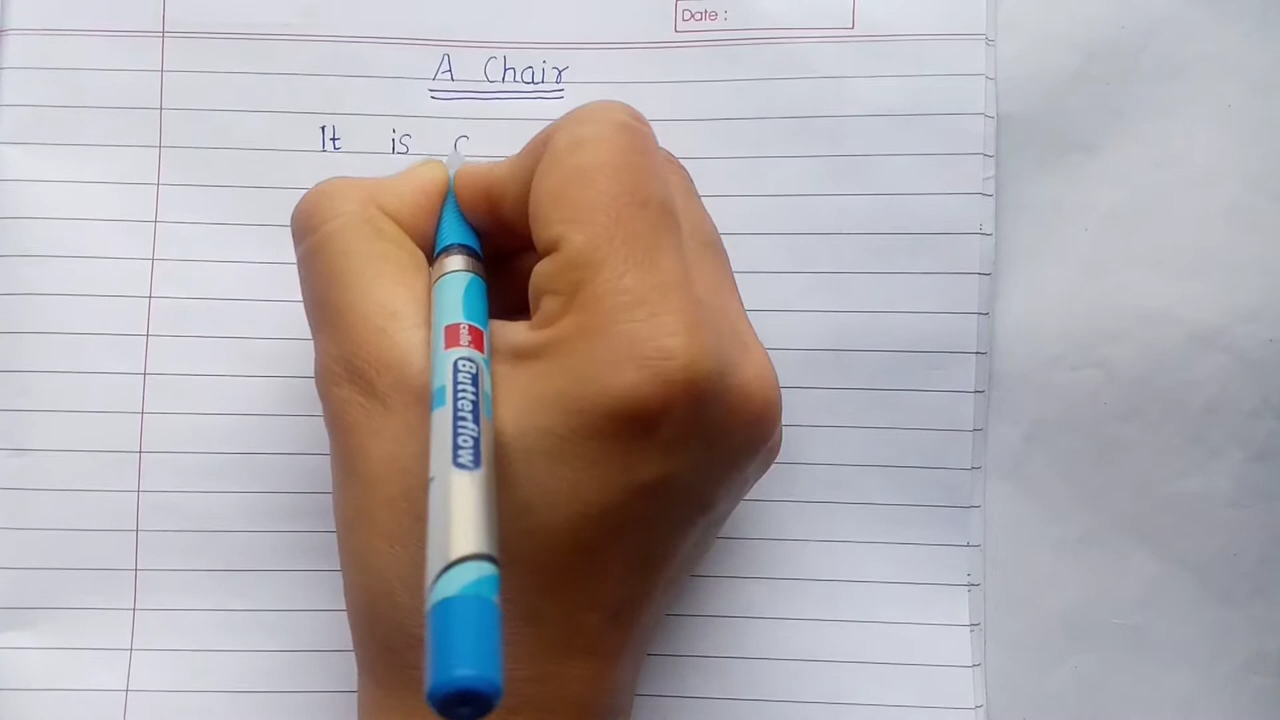 Date :
A Chair
It is
cello
Butterflow